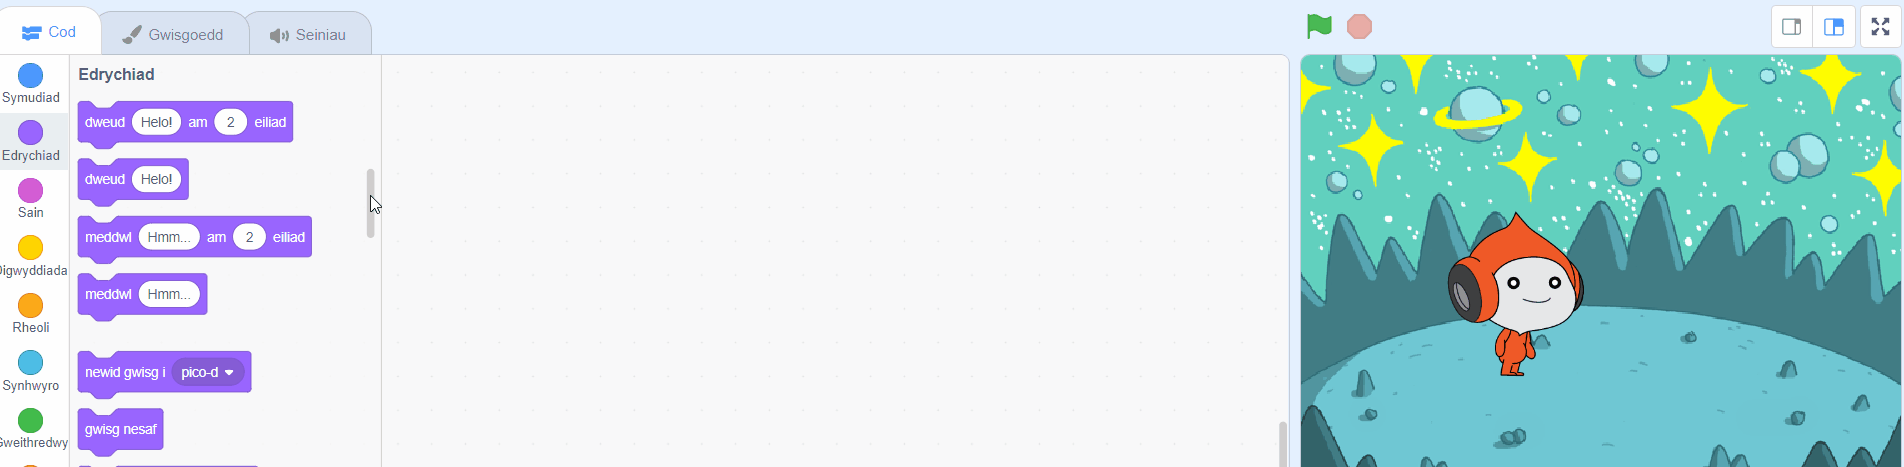 Cod
Gwisgoedd
Seiniau
Symudiad
Edrychiad
Sain
Digwyddiada
Rheoli
Synhwyro
Gweithredwy
Edrychiad
dweud Helo! am 2 eiliad
dweud Helo!
meddwl Hmm... am 2 eiliad
meddwl Hmm...
newid gwisg i pico-d
gwisg nesaf